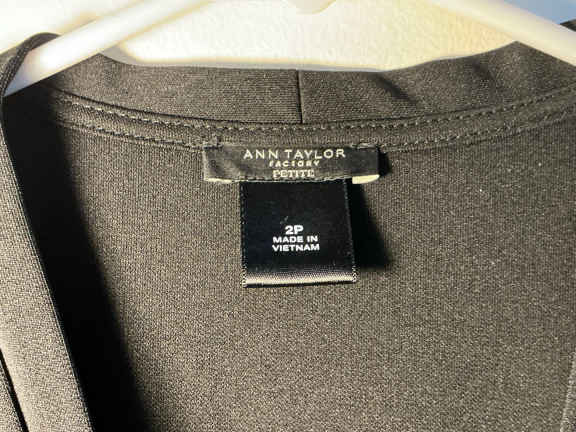 ANN TAYLOR
FACTORY
PETITE
2P
MADE IN
VIETNAM